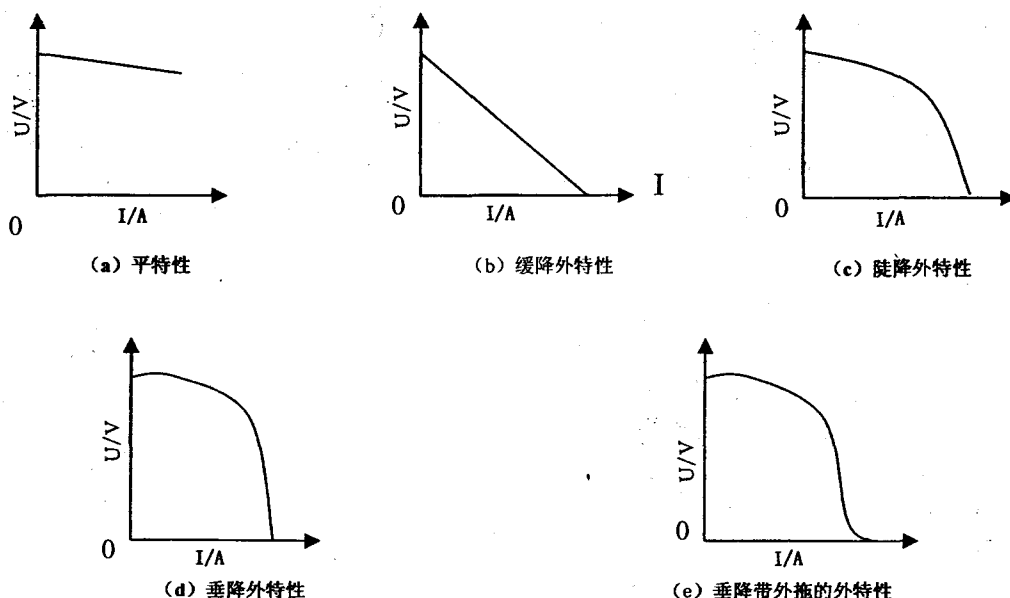 U/V
0
I/A
(a) 平特性
U/V
0
I/A
I
(b) 缓降外特性
U/V
0
I/A
(c) 陡降外特性
U/V
0
I/A
(d) 垂降外特性
U/V
0
I/A
(e) 垂降带外拖的外特性